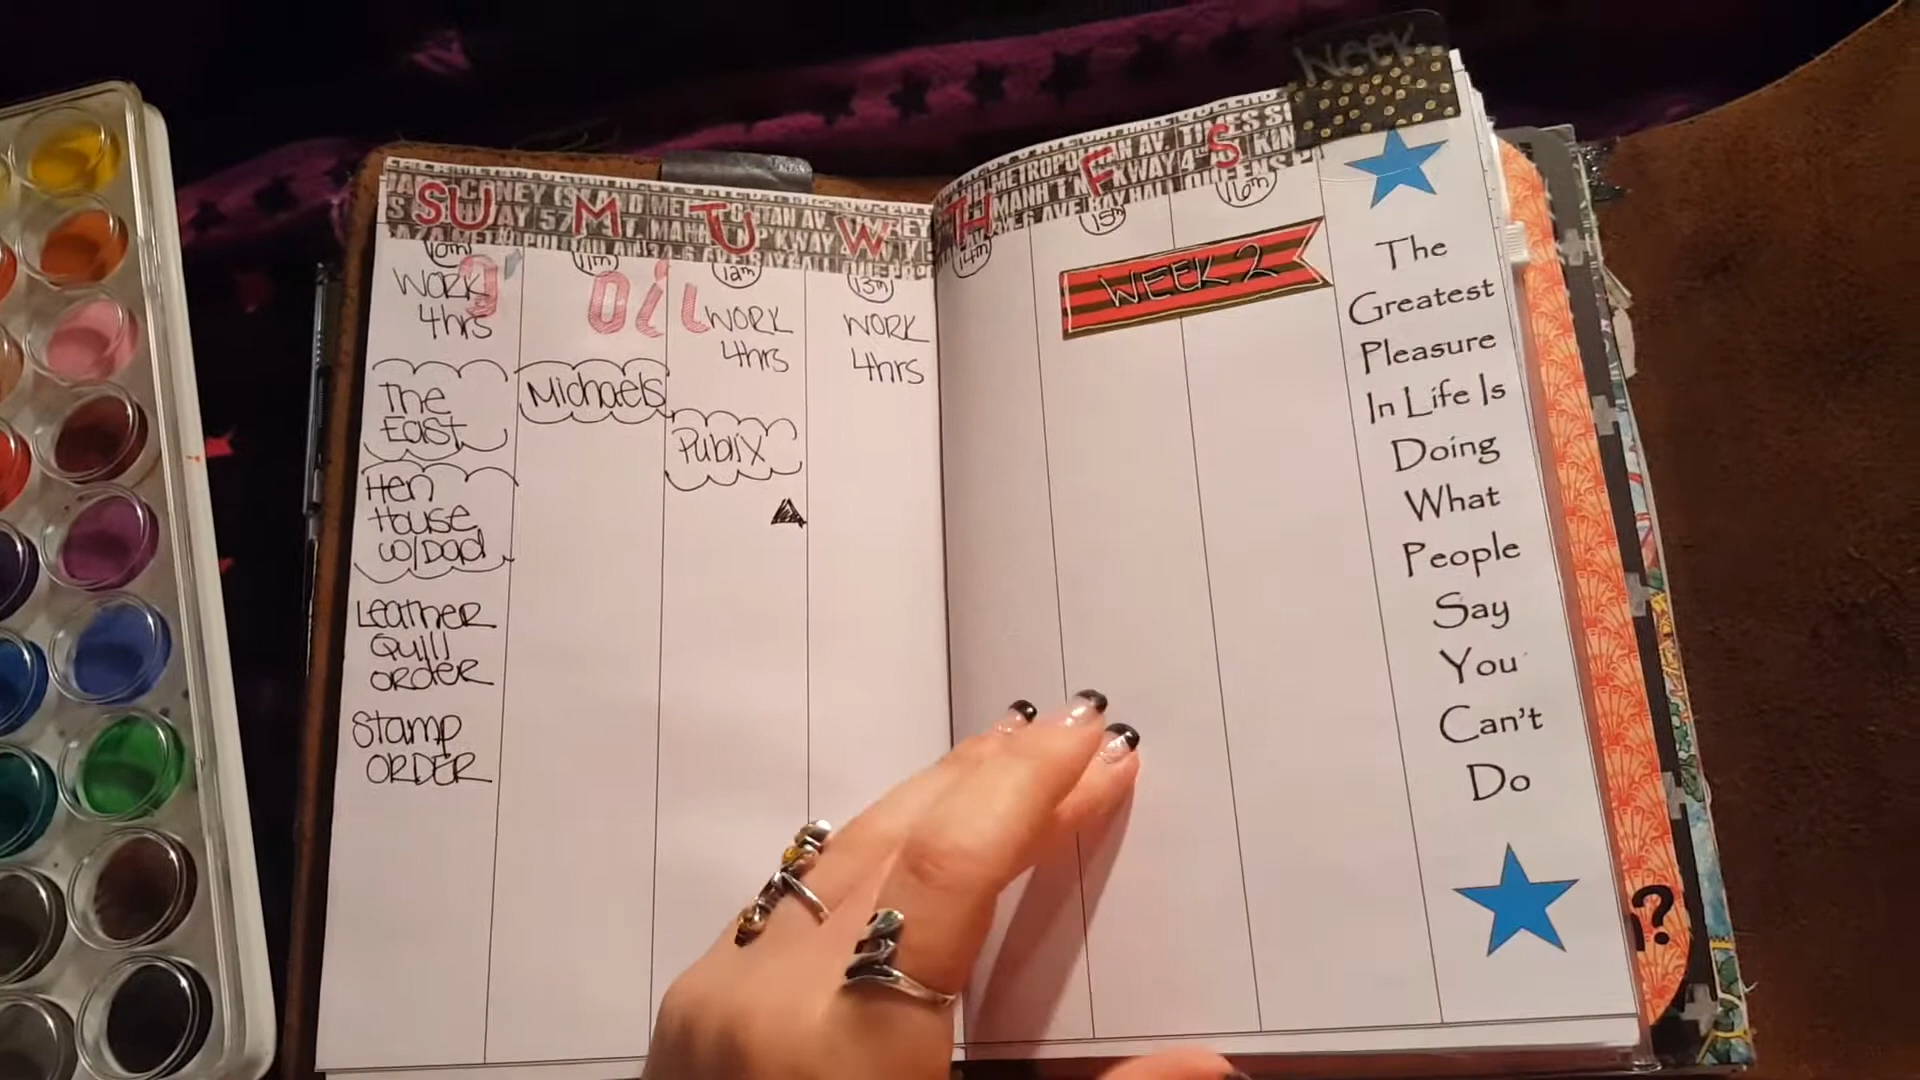 Week
SU M TU W TH F S
10th 11th 12th 13th 14th 15th 16th
WORK
4hrs
The
East
Hen
House
w/Dad
Leather
Quill
order
Stamp
ORDER
Michaels
WORK
4hrs
Publix
WORK
4hrs
WEEK 2
The
Greatest
Pleasure
In Life Is
Doing
What
People
Say
You
Can't
Do
?